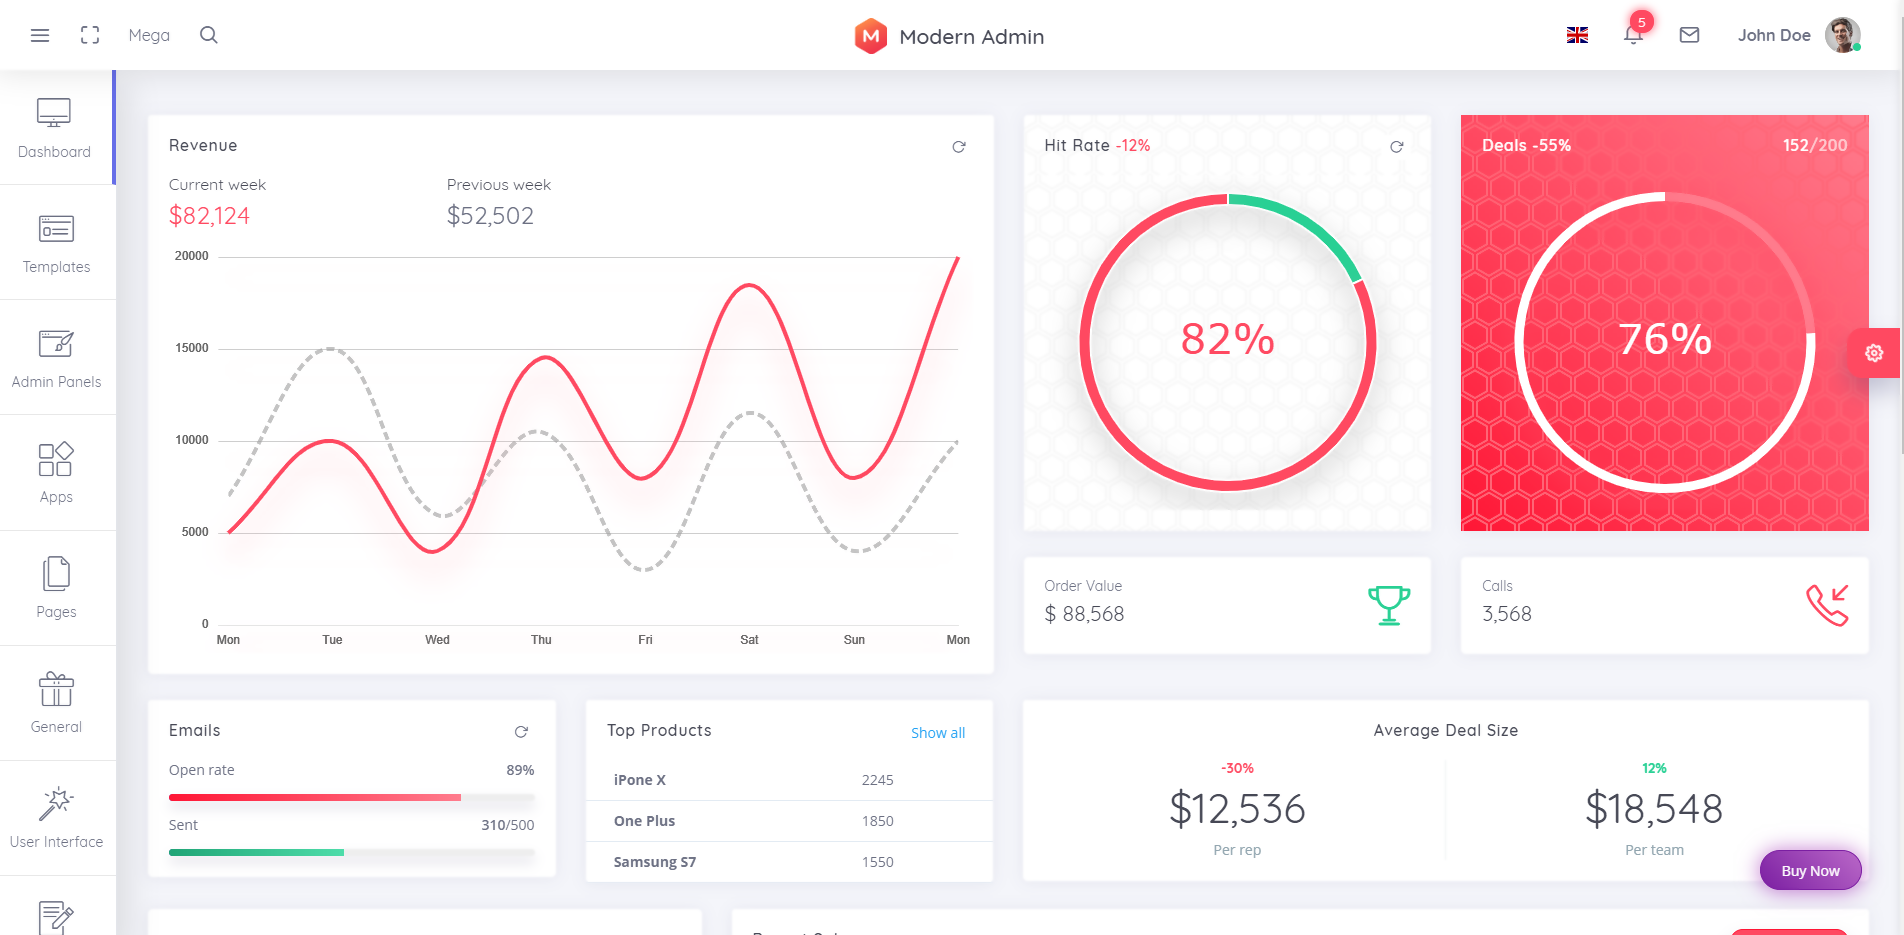 Mega
M Modern Admin
5
John Doe
Dashboard
Templates
Admin Panels
Apps
Pages
General
User Interface
Revenue
Current week
Previous week
$82,124
$52,502
20000
15000
10000
5000
0
Mon Tue Wed Thu Fri Sat Sun Mon
Hit Rate -12%
82%
Deals -55%
152/200
76%
Order Value
$ 88,568
Calls
3,568
Emails
Open rate 89%
Sent 310/500
Top Products
Show all
iPone X 2245
One Plus 1850
Samsung S7 1550
Average Deal Size
-30%
$12,536
Per rep
12%
$18,548
Per team
Buy Now